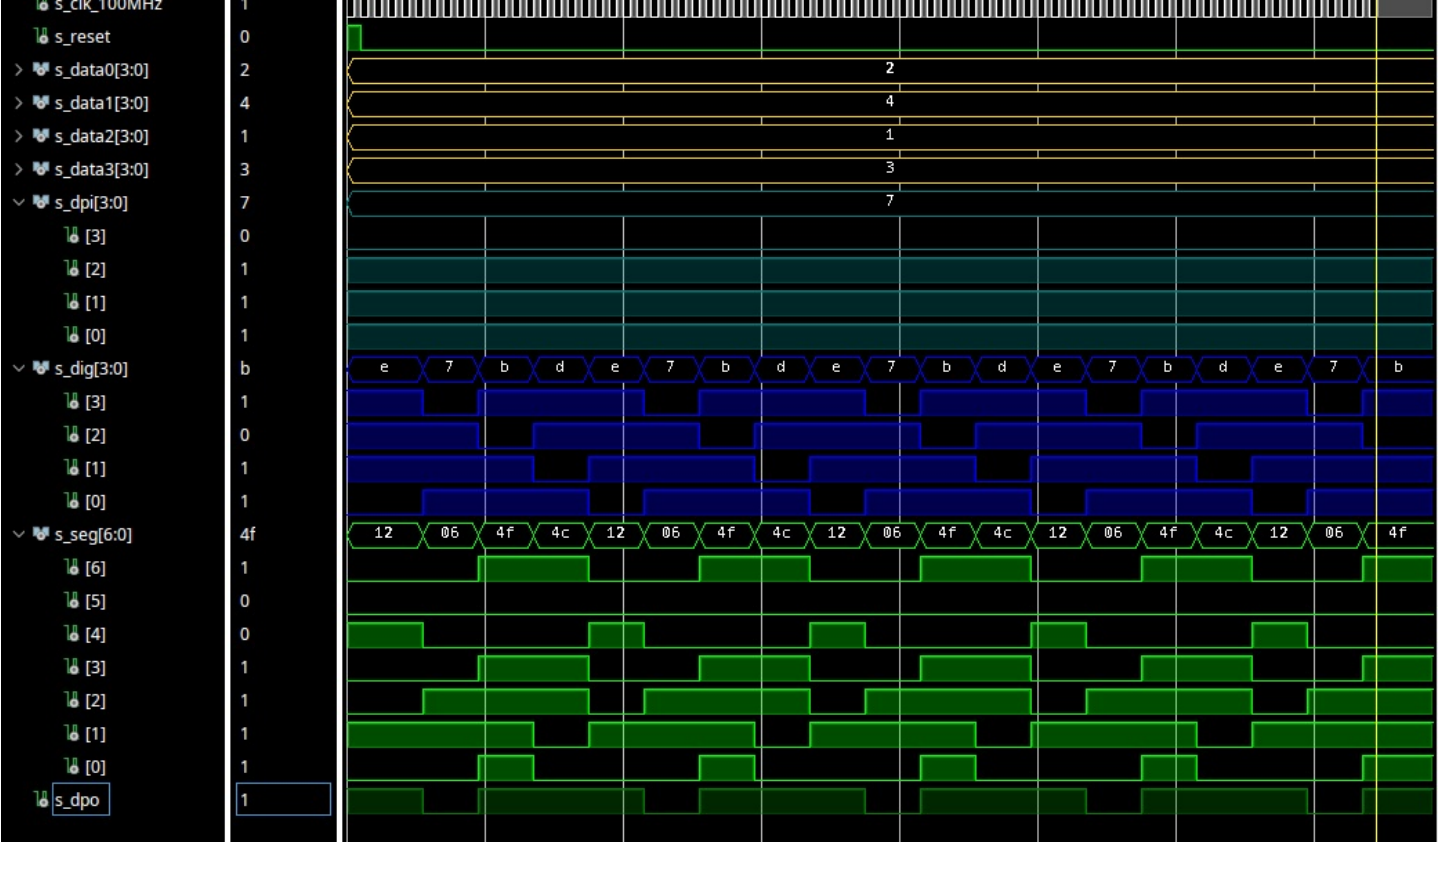 s_clk_100MHz 1
s_reset 0
s_data0[3:0] 2 2
s_data1[3:0] 4 4
s_data2[3:0] 1 1
s_data3[3:0] 3 3
s_dpi[3:0] 7 7
[3] 0
[2] 1
[1] 1
[0] 1
s_dig[3:0] b e 7 b d e 7 b d e 7 b d e 7 b d e 7 b
[3] 1
[2] 0
[1] 1
[0] 1
s_seg[6:0] 4f 12 06 4f 4c 12 06 4f 4c 12 06 4f 4c 12 06 4f 4c 12 06 4f
[6] 1
[5] 0
[4] 0
[3] 1
[2] 1
[1] 1
[0] 1
s_dpo 1